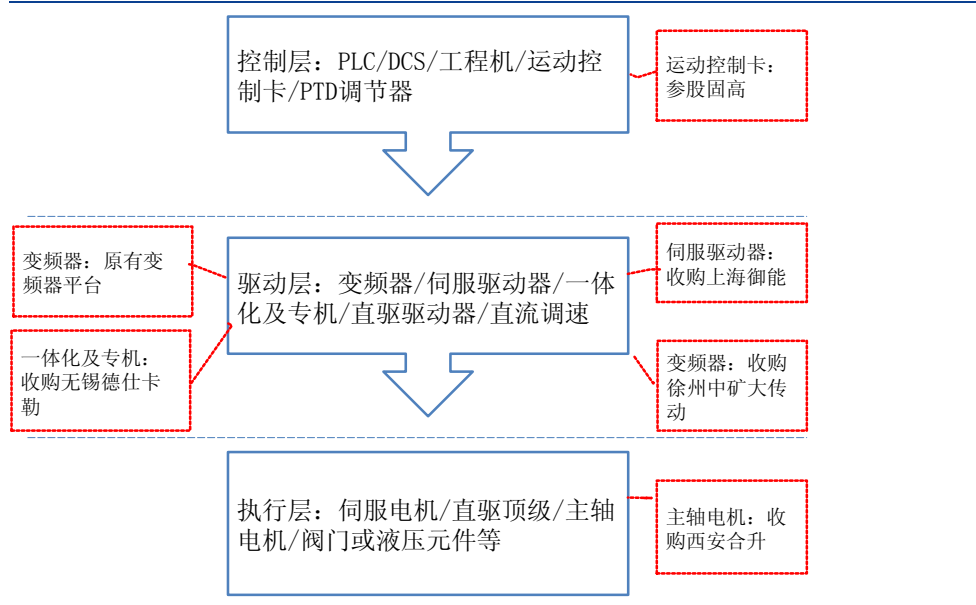 控制层：PLC/DCS/工程机/运动控
制卡/PTD调节器
运动控制卡：
参股固高
变频器：原有变
频器平台
驱动层：变频器/伺服驱动器/一体
化及专机/直驱驱动器/直流调速
伺服驱动器：
收购上海御能
一体化及专机：
收购无锡德仕卡
勒
变频器：收购
徐州中矿大传
动
执行层：伺服电机/直驱顶级/主轴
电机/阀门或液压元件等
主轴电机：收
购西安合升